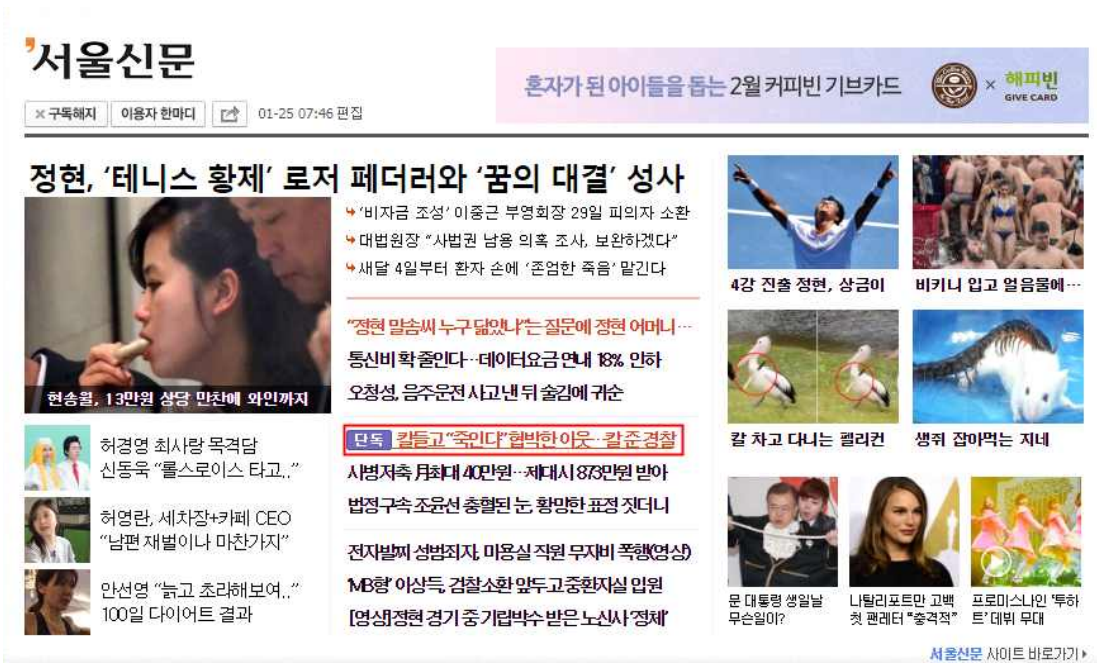 서울신문
혼자가 된 아이들을 돕는 2월 커피빈 기브카드
×
해피빈
GIVE CARD
× 구독해지
이용자 한마디
01-25 07:46 편집
정현, ‘테니스 황제’ 로저 페더러와 ‘꿈의 대결’ 성사
현송월, 13만원 상당 만찬에 와인까지
‘비자금 조성’ 이중근 부영회장 29일 피의자 소환
대법원장 “사법권 남용 의혹 조사, 보완하겠다”
새달 4일부터 환자 손에 ‘존엄한 죽음’ 맡긴다
“정현 말솜씨 누구 닮았냐”는 질문에 정현 어머니…
통신비 확 줄인다…데이터요금 연내 18% 인하
오청성, 음주운전 사고 낸 뒤 술김에 귀순
단독 칼들고 “죽인다” 협박한 이웃…칼 준 경찰
사병저축 月최대 40만원…제대시 873만원 받아
법정구속 조윤선 충혈된 눈, 황망한 표정 짓더니
전자발찌 성범죄자, 미용실 직원 무자비 폭행(영상)
‘MB형’ 이상득, 검찰소환 앞두고 중환자실 입원
[영상]정현 경기 중 기립박수 받은 노신사 ‘정체’
허경영 최사랑 목격담
신동욱 “롤스로이스 타고..”
허영란, 세차장+카페 CEO
“남편 재벌이나 마찬가지”
안선영 “늙고 초라해보여..”
100일 다이어트 결과
4강 진출 정현, 상금이
비키니 입고 얼음물에…
칼 차고 다니는 펠리컨
생쥐 잡아먹는 지네
문 대통령 생일날
무슨일이?
나탈리포트만 고백
첫 팬레터 “충격적”
프로미스나인 ‘투하
트’ 데뷔 무대
서울신문 사이트 바로가기